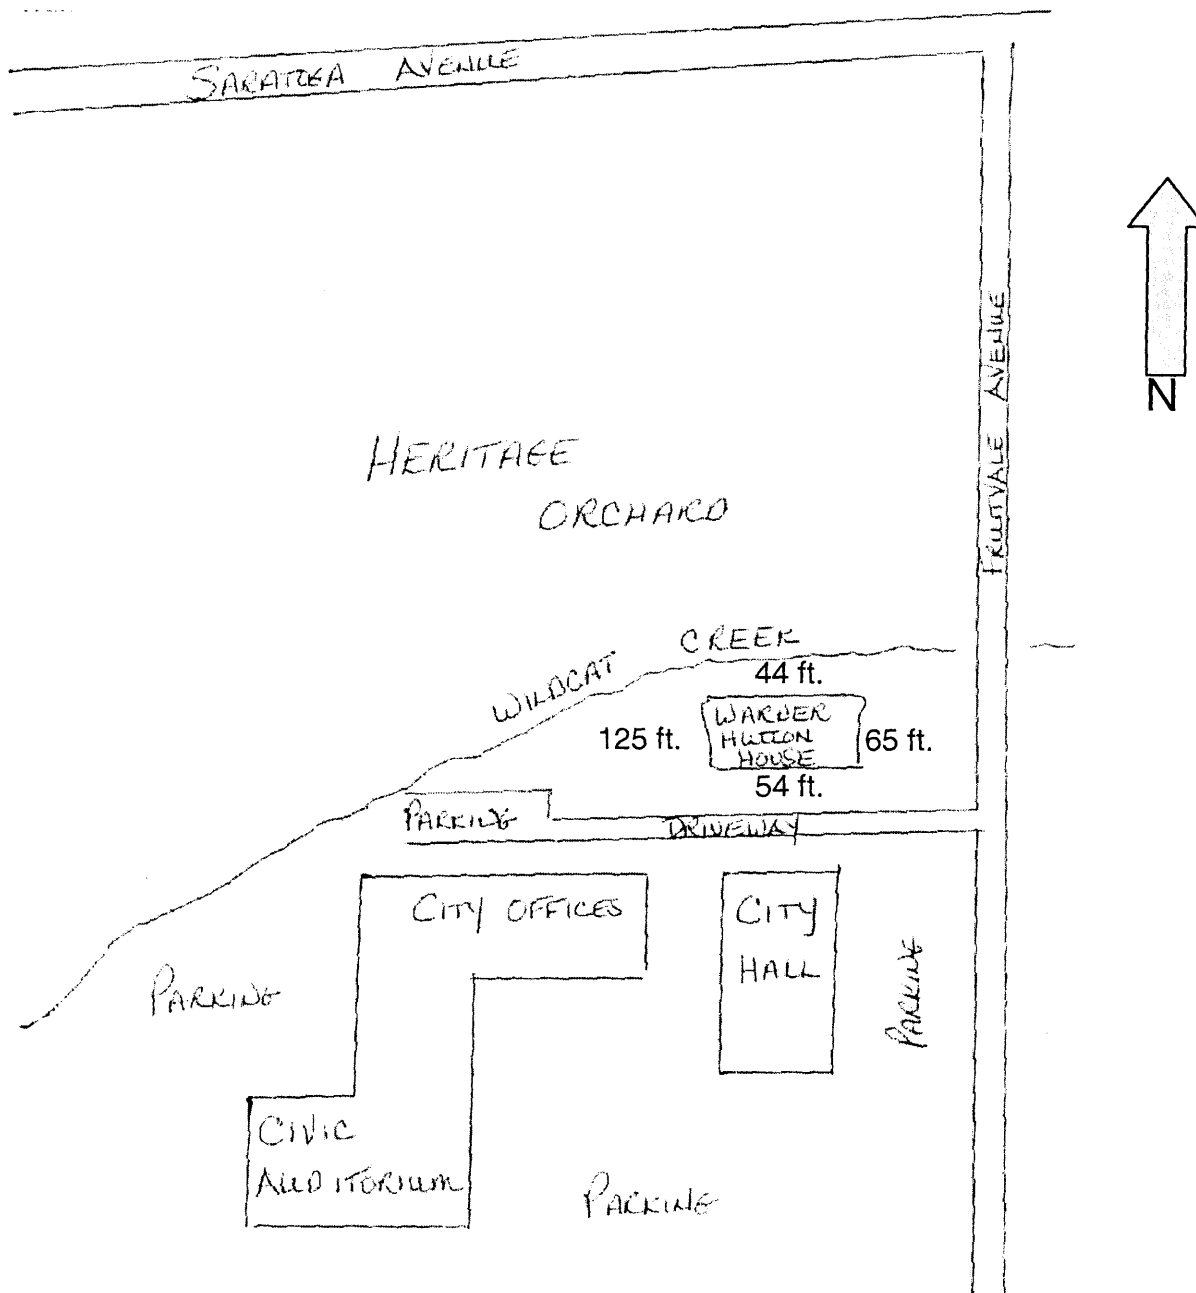 SARATOGA AVENUE
FRUITVALE AVENUE
N
HERITAGE
ORCHARD
WILDCAT CREEK
44 ft.
125 ft.
WARNER
HUTTON
HOUSE
65 ft.
54 ft.
PARKING
DRIVEWAY
CITY OFFICES
CITY
HALL
PARKING
PARKING
CIVIC
AUDITORIUM
PARKING